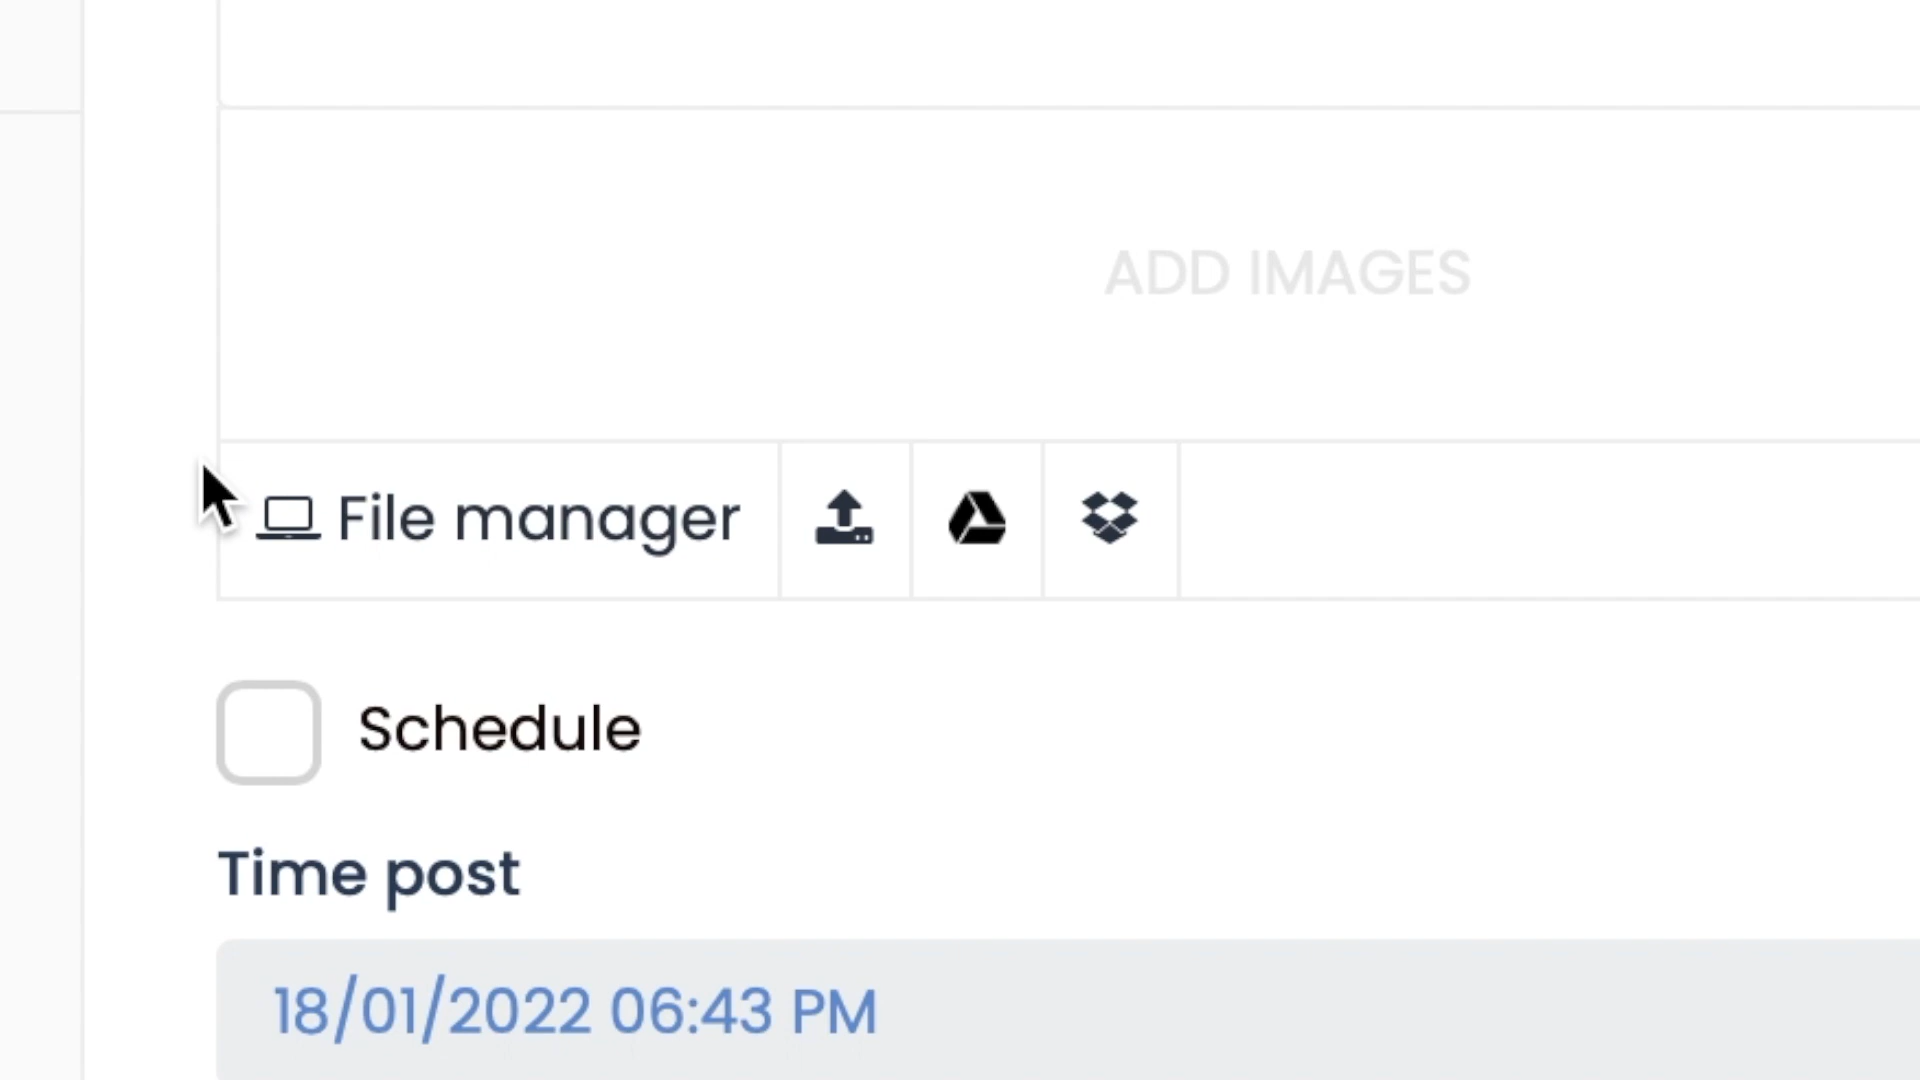 ADD IMAGES
File manager
Schedule
Time post
18/01/2022 06:43 PM